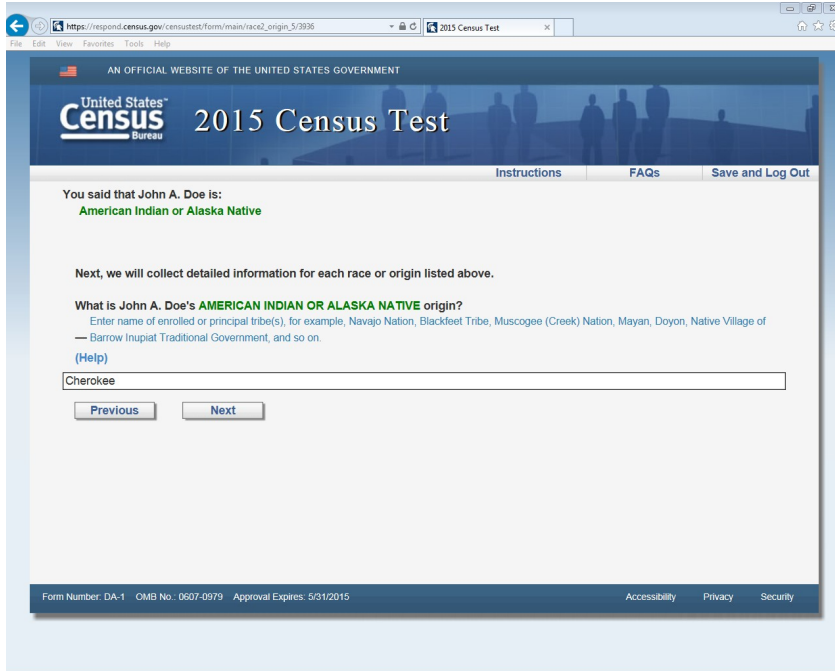 https://respond.census.gov/censustest/form/main/race2_origin_5/3936
2015 Census Test
File Edit View Favorites Tools Help
AN OFFICIAL WEBSITE OF THE UNITED STATES GOVERNMENT
United States™
Census
Bureau
2015 Census Test
Instructions FAQs Save and Log Out
You said that John A. Doe is:
American Indian or Alaska Native
Next, we will collect detailed information for each race or origin listed above.
What is John A. Doe's AMERICAN INDIAN OR ALASKA NATIVE origin?
Enter name of enrolled or principal tribe(s), for example, Navajo Nation, Blackfeet Tribe, Muscogee (Creek) Nation, Mayan, Doyon, Native Village of
— Barrow Inupiat Traditional Government, and so on.
(Help)
Cherokee
Previous Next
Form Number: DA-1 OMB No.: 0607-0979 Approval Expires: 5/31/2015 Accessibility Privacy Security